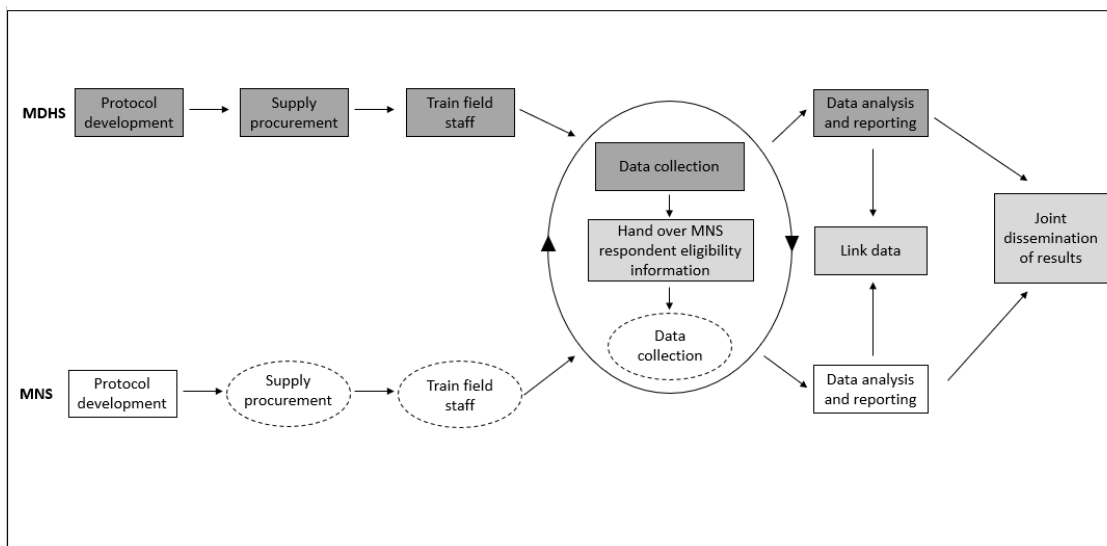 MDHS
Protocol
development
Supply
procurement
Train field
staff
Data collection
Hand over MNS
respondent eligibility
information
Data
collection
Data analysis
and reporting
Link data
Joint
dissemination
of results
MNS
Protocol
development
Supply
procurement
Train field
staff
Data analysis
and reporting